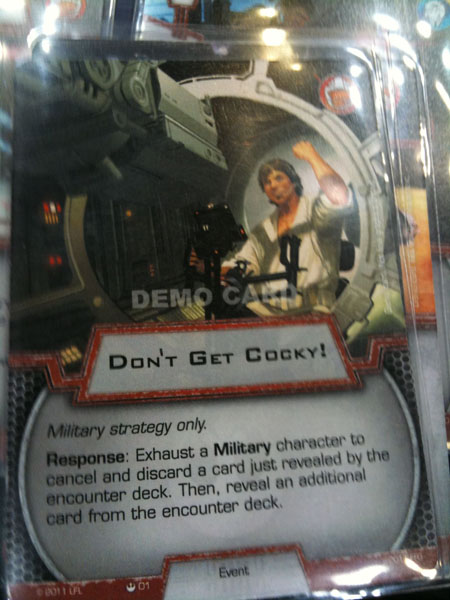 DEMO CARD
DON'T GET COCKY!
Military strategy only.
Response: Exhaust a Military character to
cancel and discard a card just revealed by the
encounter deck. Then, reveal an additional
card from the encounter deck.
Event
© 2011 LFL
01